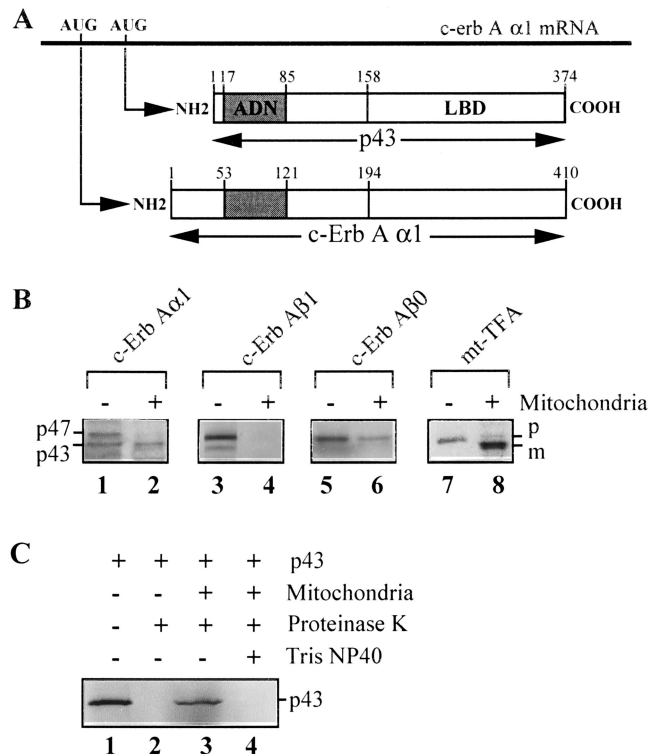 A
AUG AUG c-erb A α1 mRNA
1 17 85 158 374
NH2 ADN LBD COOH
p43
1 53 121 194 410
NH2 COOH
c-Erb A α1
B
c-Erb Aα1 c-Erb Aβ1 c-Erb Aβ0 mt-TFA
- + - + - + - + Mitochondria
p47 p
p43 m
1 2 3 4 5 6 7 8
C
+ + + + p43
- - + + Mitochondria
- + + + Proteinase K
- - - + Tris NP40
p43
1 2 3 4